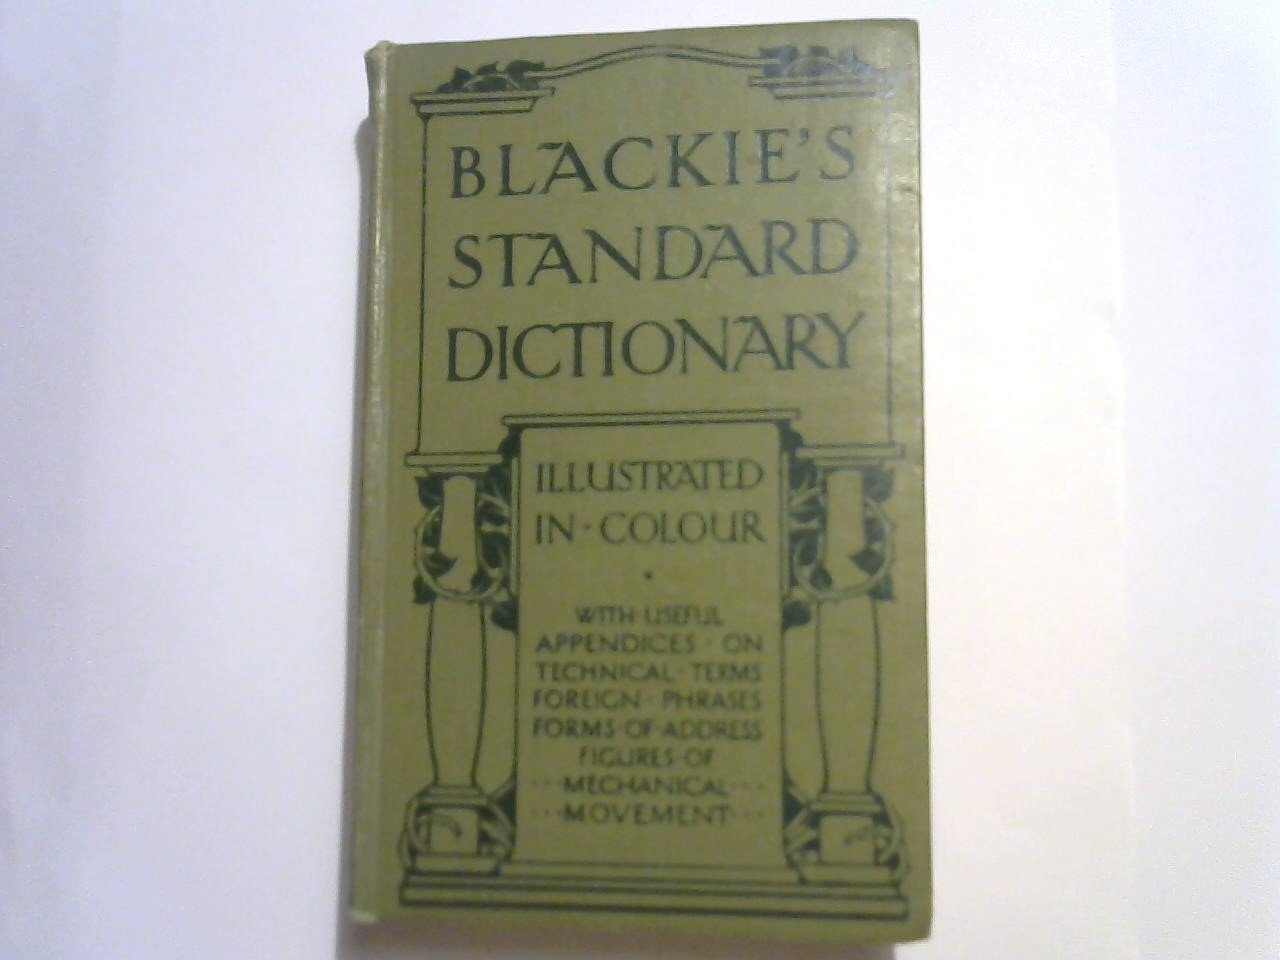 BLACKIE'S
STANDARD
DICTIONARY
ILLUSTRATED
IN · COLOUR
WITH · USEFUL
APPENDICES · ON
TECHNICAL · TERMS
FOREIGN · PHRASES
FORMS · OF · ADDRESS
FIGURES · OF
· · · MECHANICAL · · ·
· · · MOVEMENT · · ·